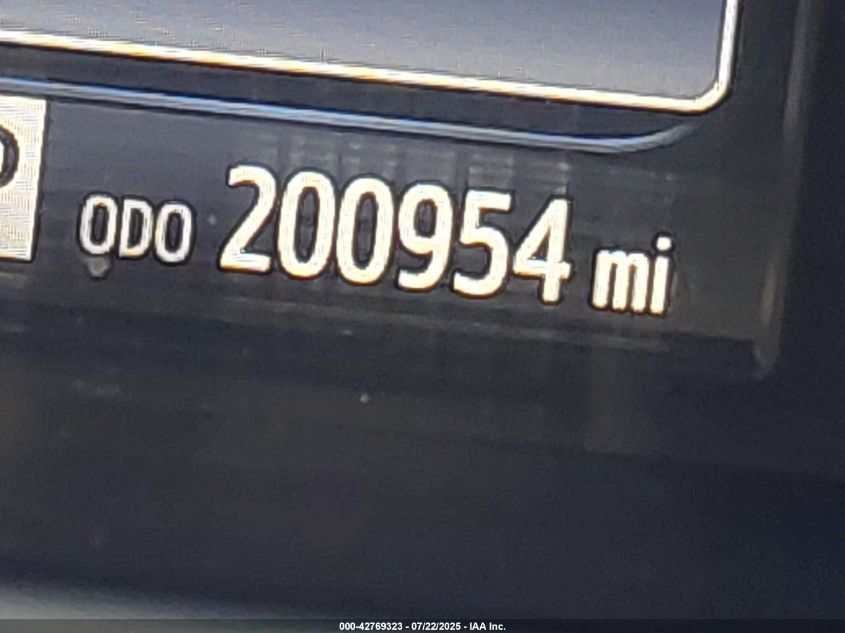 P
ODO 200954 mi
000-42769323 - 07/22/2025 - IAA Inc.